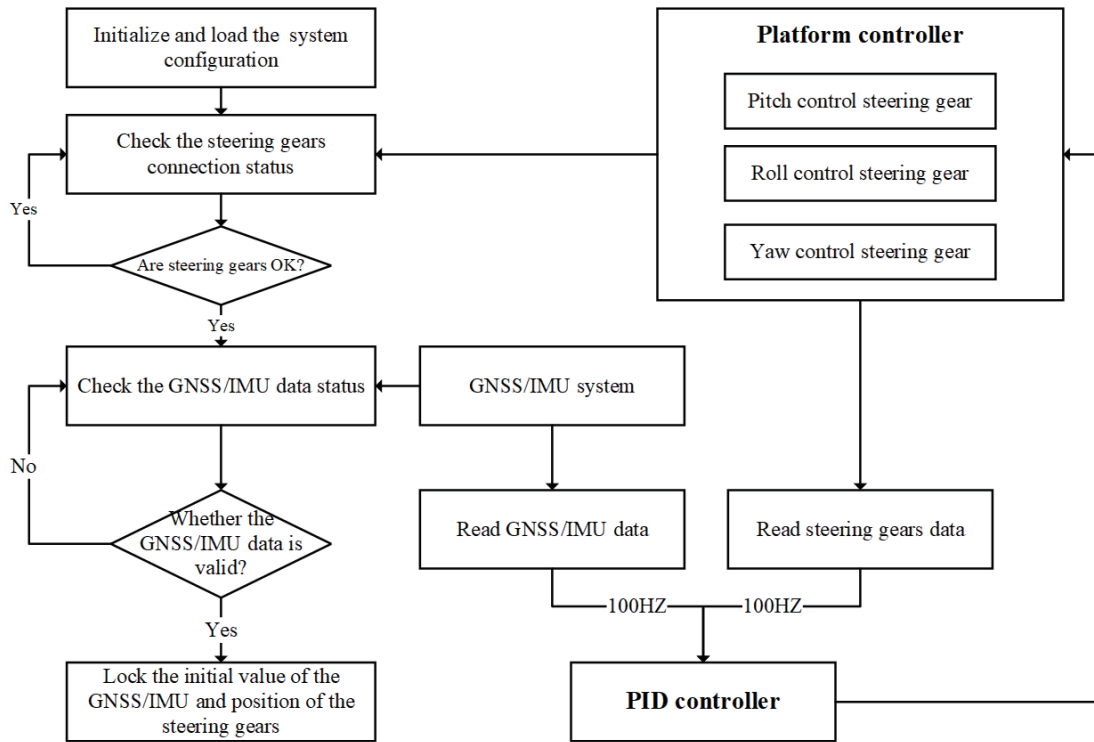 Initialize and load the system
configuration
Check the steering gears
connection status
Yes
Are steering gears OK?
Yes
Check the GNSS/IMU data status
No
Whether the
GNSS/IMU data is
valid?
Yes
Lock the initial value of the
GNSS/IMU and position of the
steering gears
Platform controller
Pitch control steering gear
Roll control steering gear
Yaw control steering gear
GNSS/IMU system
Read GNSS/IMU data
Read steering gears data
100HZ
100HZ
PID controller